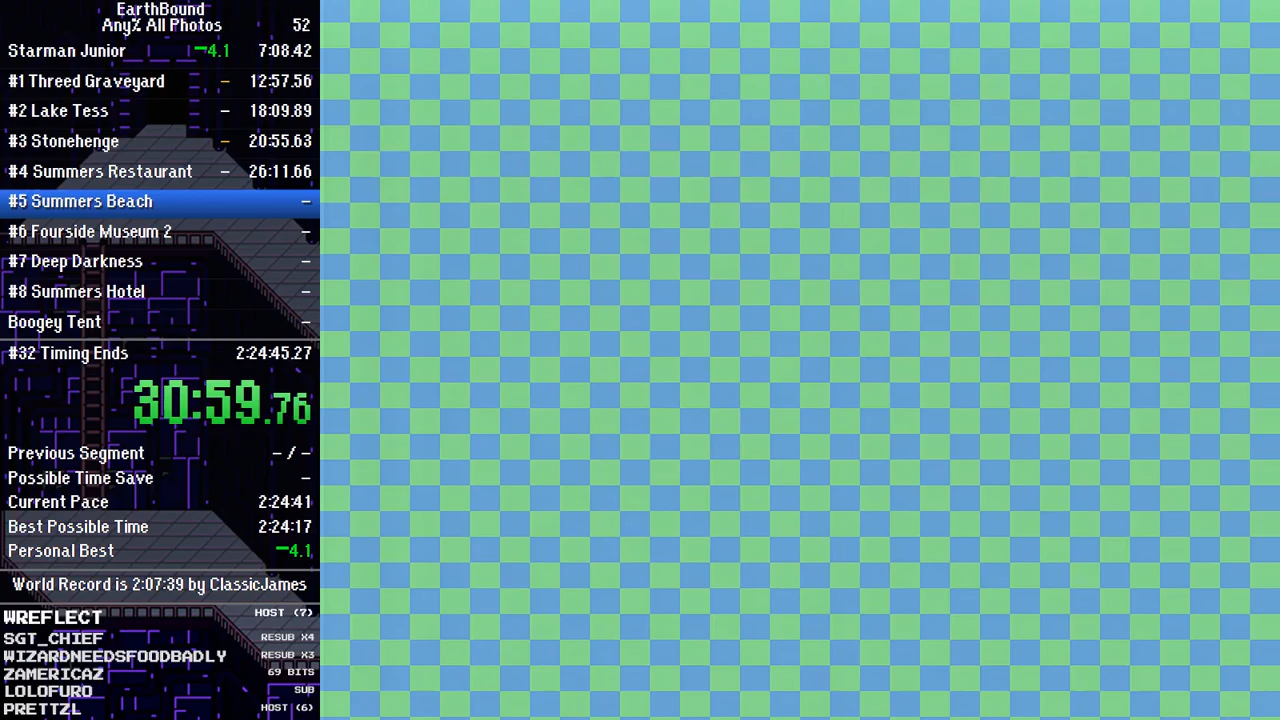 EarthBound
Any% All Photos 52
Starman Junior −4.1 7:08.42
#1 Threed Graveyard − 12:57.56
#2 Lake Tess − 18:09.89
#3 Stonehenge − 20:55.63
#4 Summers Restaurant − 26:11.66
#5 Summers Beach −
#6 Fourside Museum 2 −
#7 Deep Darkness −
#8 Summers Hotel −
Boogey Tent −
#32 Timing Ends 2:24:45.27
30:59.76
Previous Segment − / −
Possible Time Save −
Current Pace 2:24:41
Best Possible Time 2:24:17
Personal Best −4.1
World Record is 2:07:39 by ClassicJames
WREFLECT HOST (7)
SGT_CHIEF RESUB X4
WIZARDNEEDSFOODBADLY RESUB X3
ZAMERICAZ 69 BITS
LOLOFURO SUB
PRETTZL HOST (6)